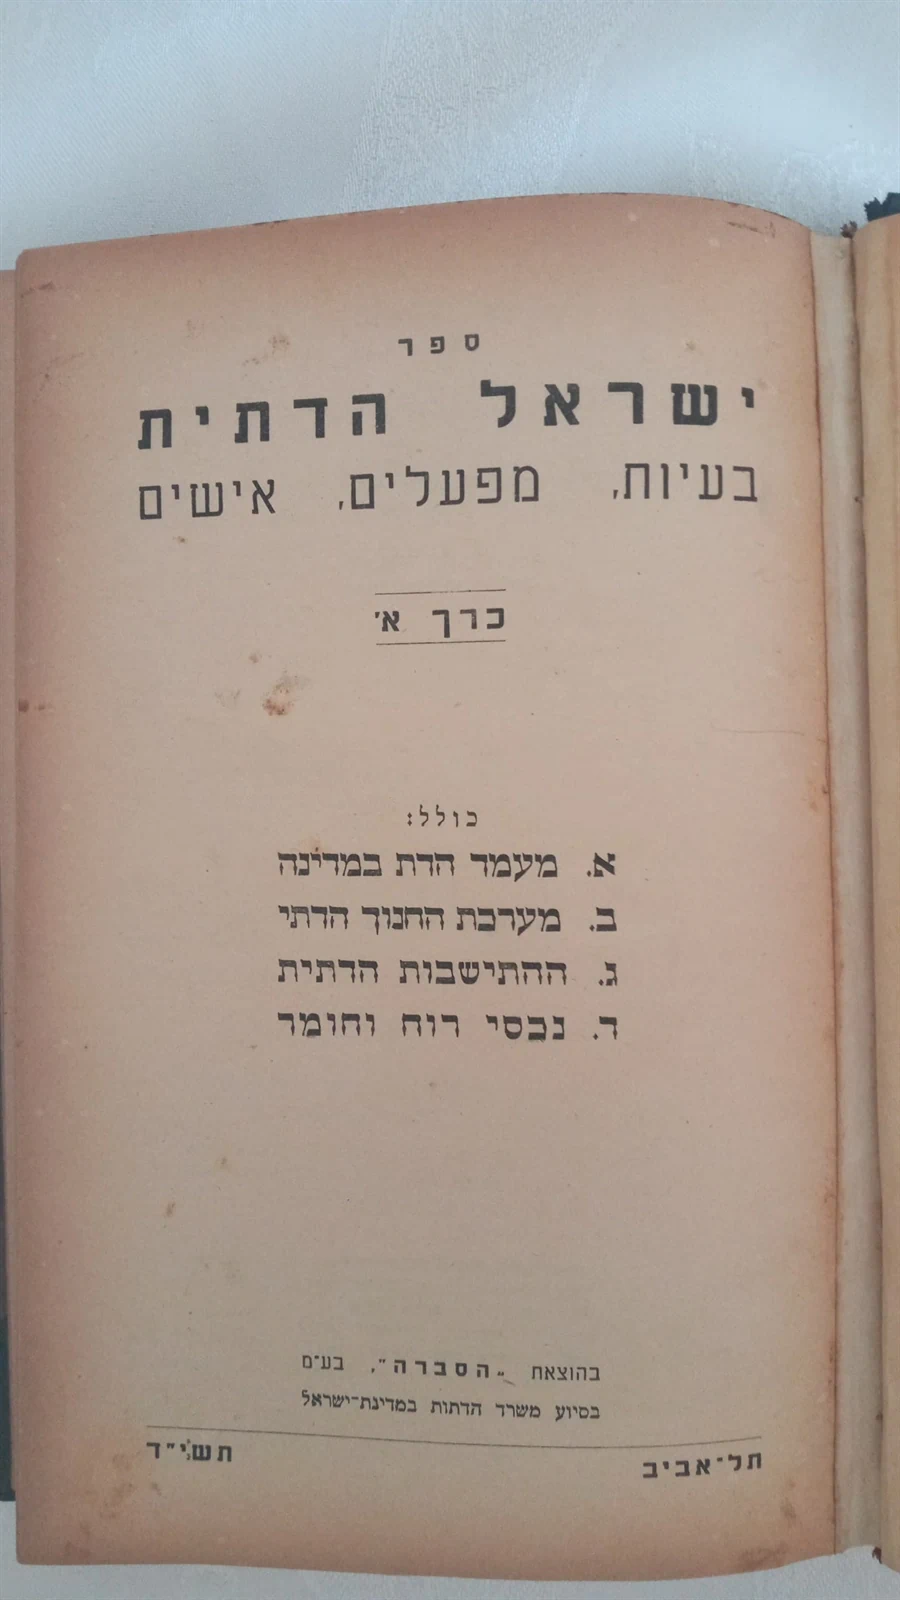 ספר
ישראל הדתית
בעיות, מפעלים, אישים
כרך א'
כולל:
א. מעמד הדת במדינה
ב. מערכת החנוך הדתי
ג. ההתישבות הדתית
ד. נכסי רוח וחומר
בהוצאת „הסברה", בע"מ
בסיוע משרד הדתות במדינת-ישראל
תל-אביב תשי"ד